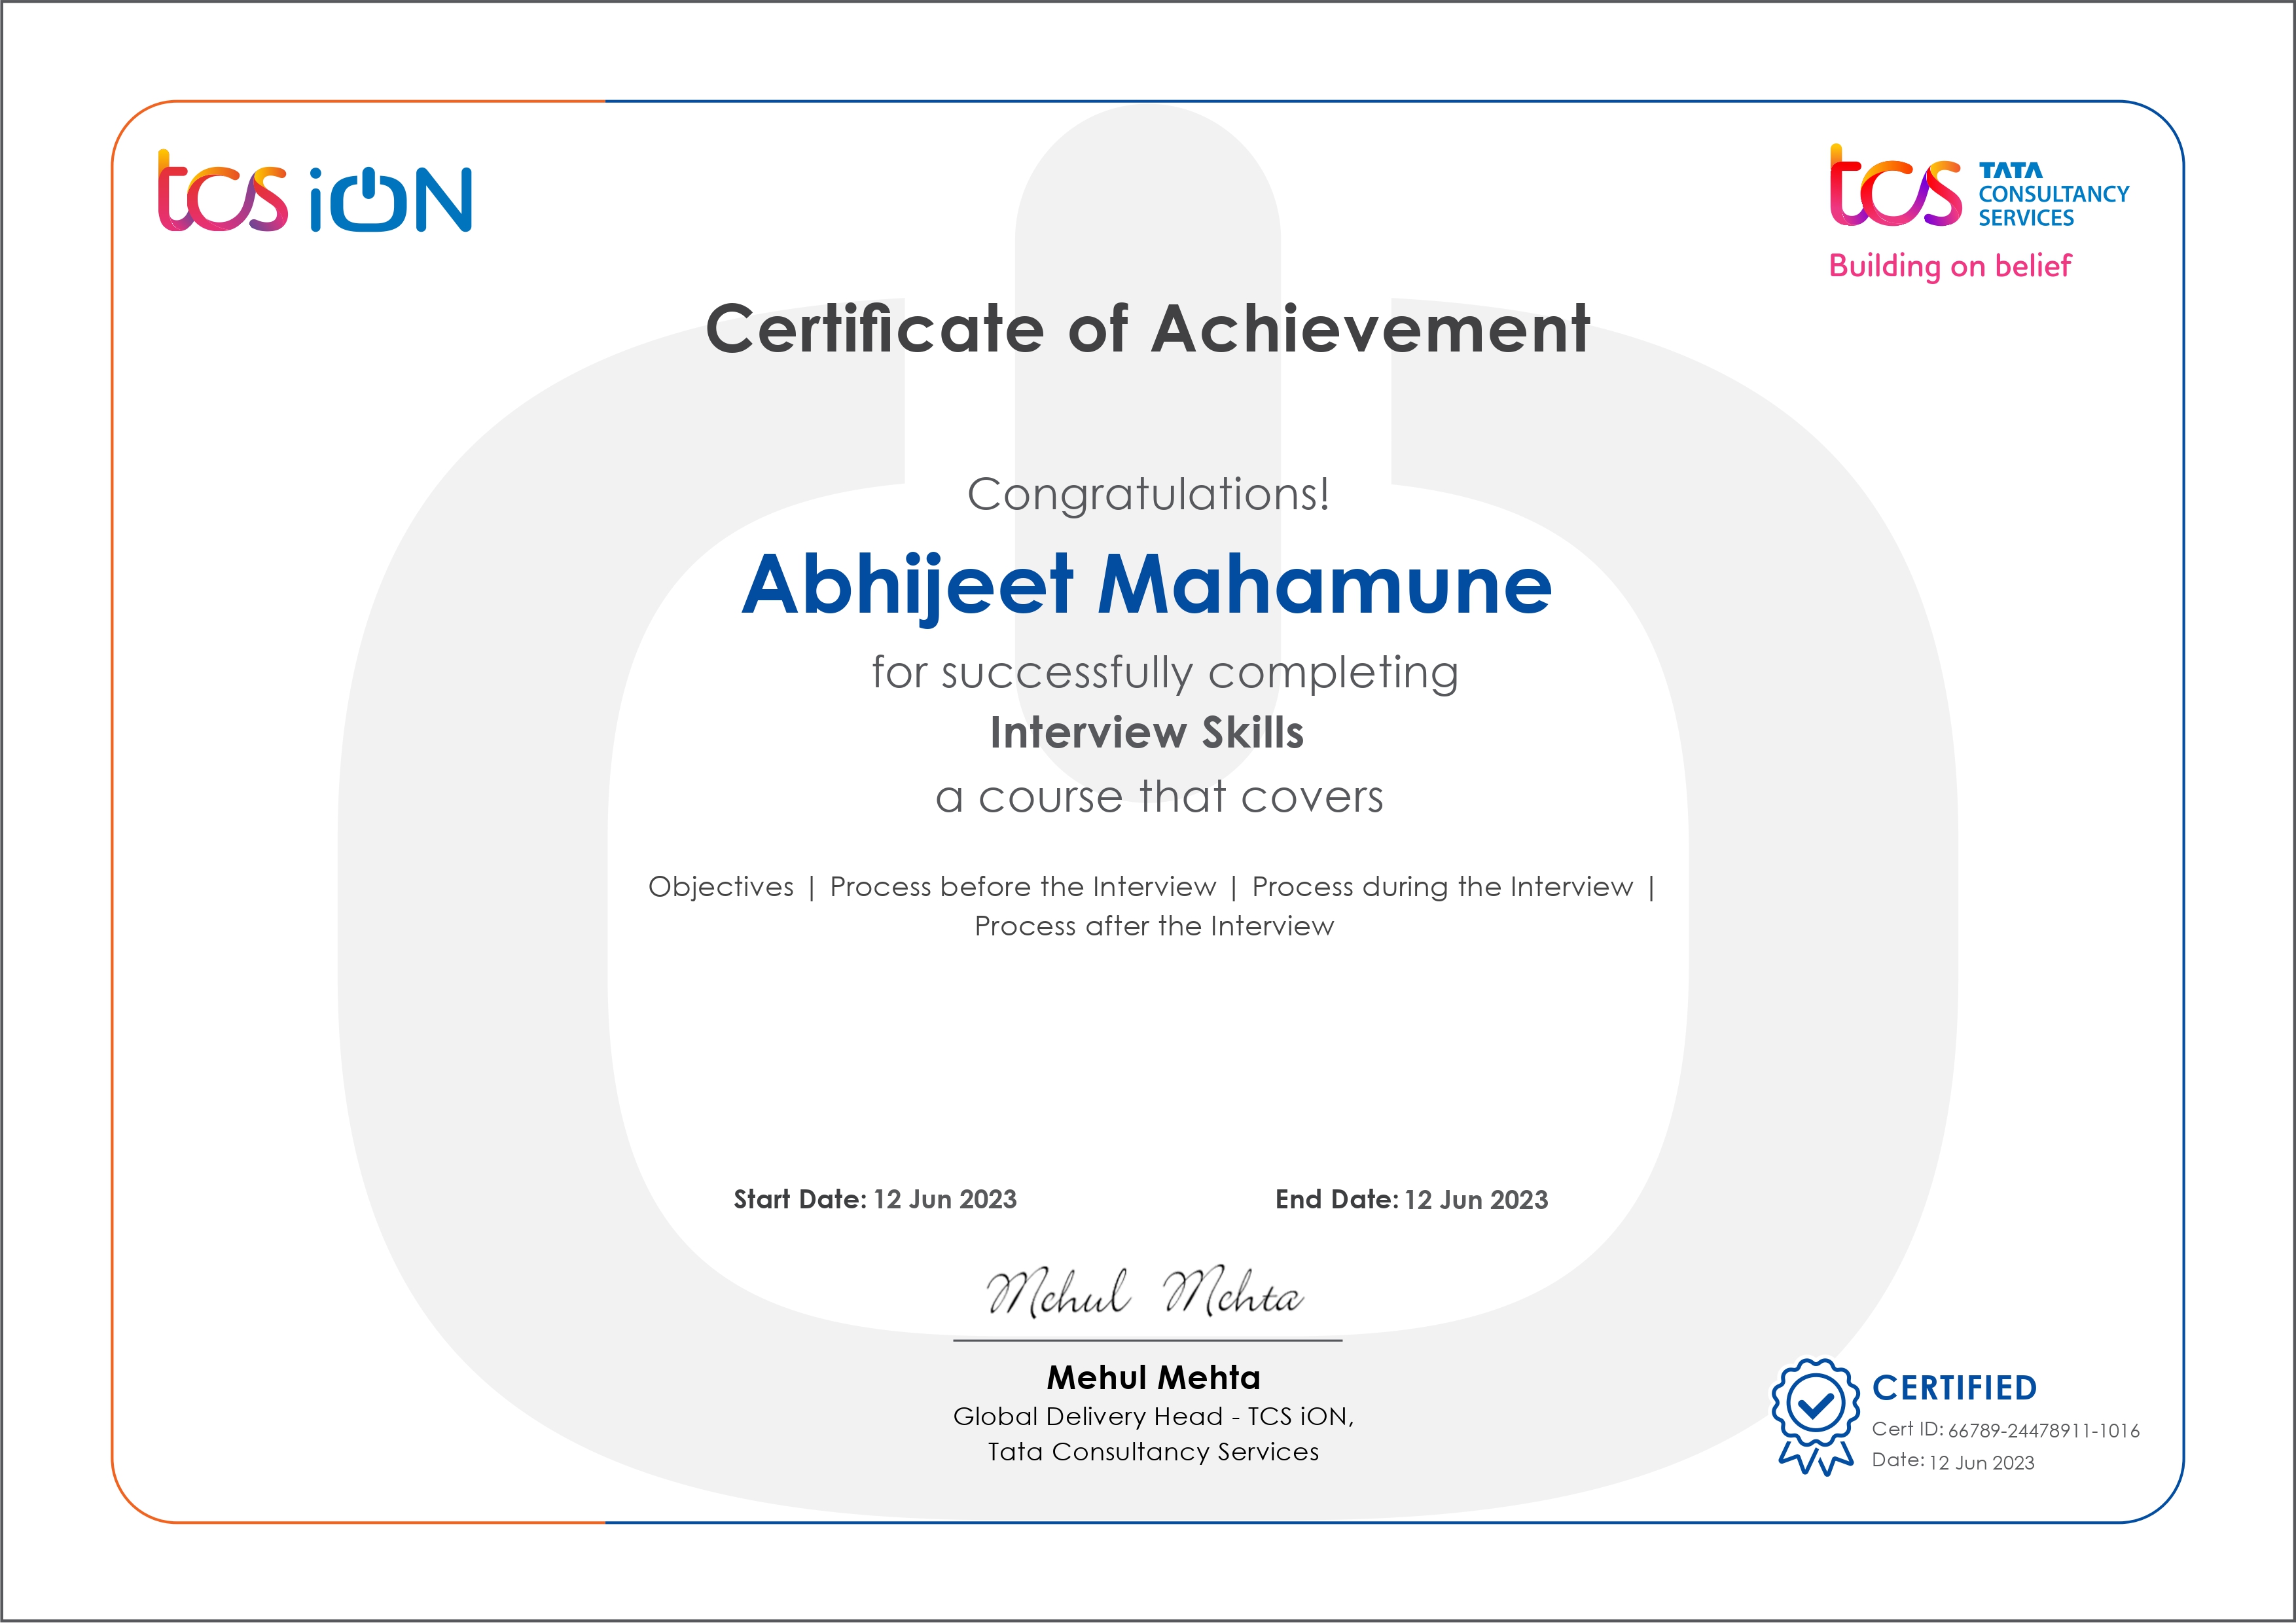 tcs iON
tcs TATA
CONSULTANCY
SERVICES
Building on belief
Certificate of Achievement
Congratulations!
Abhijeet Mahamune
for successfully completing
Interview Skills
a course that covers
Objectives | Process before the Interview | Process during the Interview |
Process after the Interview
Start Date: 12 Jun 2023
End Date: 12 Jun 2023
Mehul Mehta
Mehul Mehta
Global Delivery Head - TCS iON,
Tata Consultancy Services
CERTIFIED
Cert ID: 66789-24478911-1016
Date: 12 Jun 2023